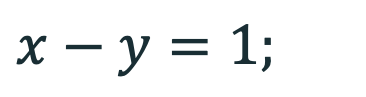 x − y = 1;